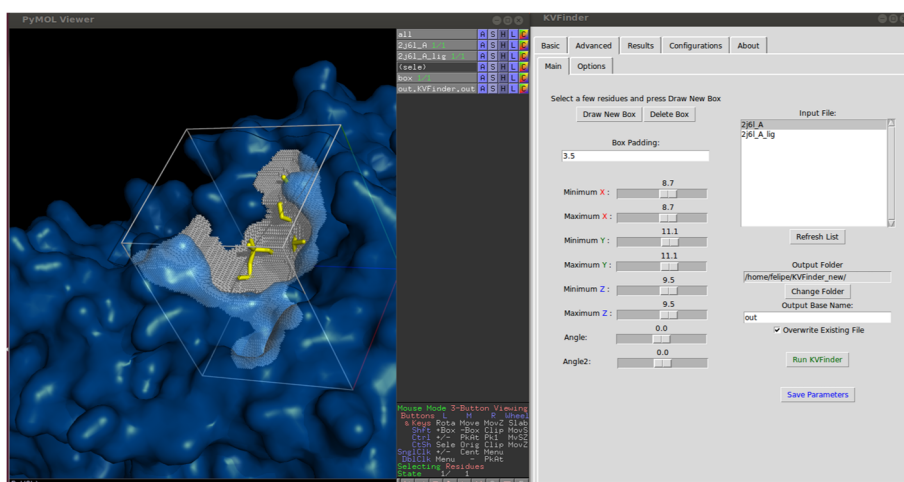 PyMOL Viewer
all A S H L C
2j6l_A 1/1 A S H L C
2j6l_A_lig 1/1 A S H L C
(sele) A S H L C
box 1/1 A S H L C
out.KVFinder.out A S H L C
Mouse Mode 3-Button Viewing
Buttons L M R Wheel
& Keys Rota Move MovZ Slab
Shft +Box -Box Clip MovS
Ctrl +/- PkAt Pk1 MvSZ
CtSh Sele Orig Clip MovZ
SnglClk +/- Cent Menu
DblClk Menu - PkAt
Selecting Residues
State 1/ 1
KVFinder
Basic Advanced Results Configurations About
Main Options
Select a few residues and press Draw New Box
Draw New Box Delete Box
Box Padding:
3.5
8.7
Minimum X :
8.7
Maximum X :
11.1
Minimum Y :
11.1
Maximum Y :
9.5
Minimum Z :
9.5
Maximum Z :
0.0
Angle:
0.0
Angle2:
Input File:
2j6l_A
2j6l_A_lig
Refresh List
Output Folder
/home/felipe/KVFinder_new/
Change Folder
Output Base Name:
out
Overwrite Existing File
Run KVFinder
Save Parameters